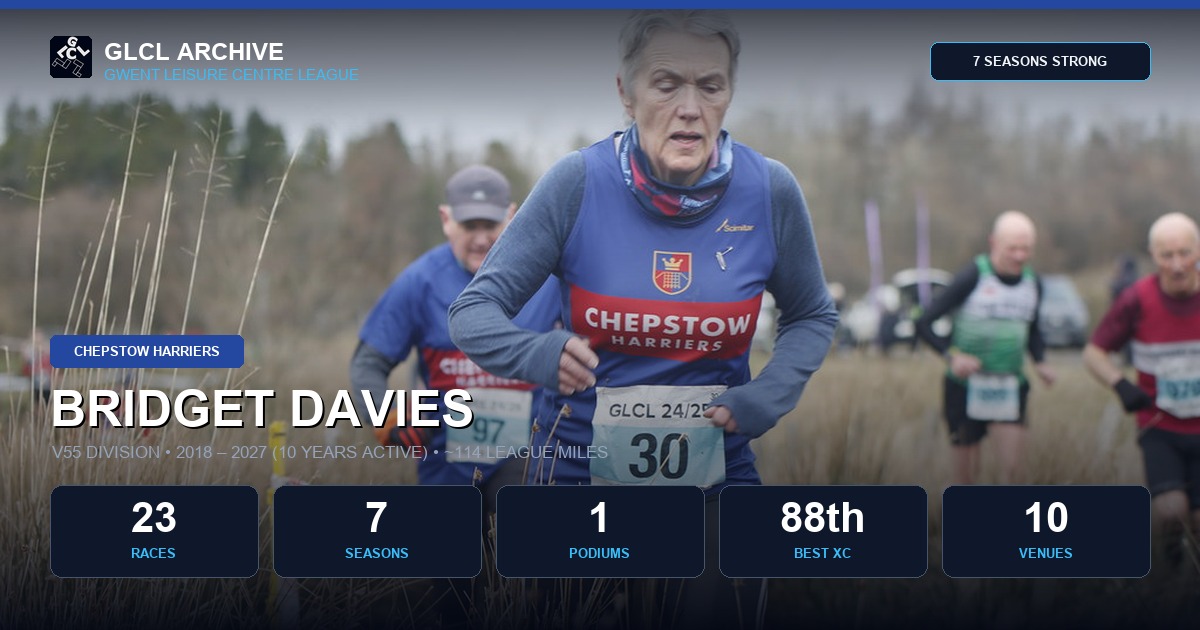 GLCL ARCHIVE
GWENT LEISURE CENTRE LEAGUE
7 SEASONS STRONG
Scimitar
CHEPSTOW
HARRIERS
GLCL 24/25
30
97
CHEPSTOW HARRIERS
BRIDGET DAVIES
V55 DIVISION • 2018 – 2027 (10 YEARS ACTIVE) • ~114 LEAGUE MILES
23
RACES
7
SEASONS
1
PODIUMS
88th
BEST XC
10
VENUES